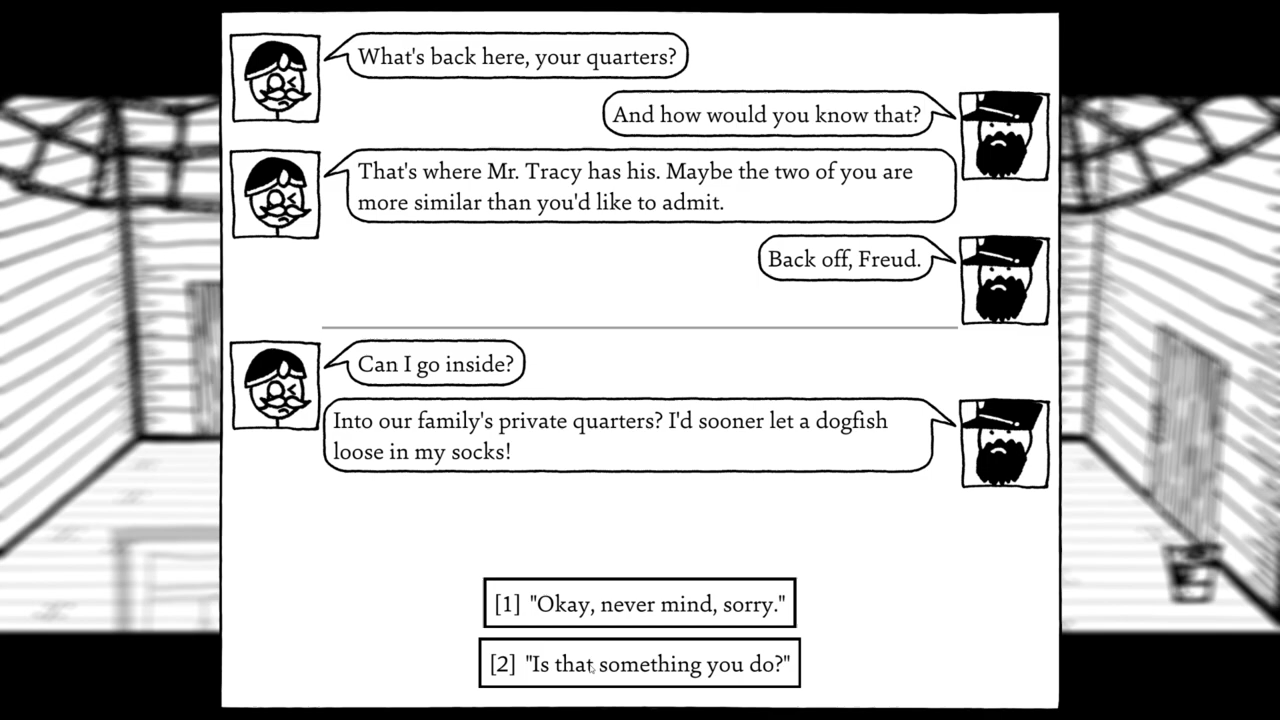 What's back here, your quarters?
And how would you know that?
That's where Mr. Tracy has his. Maybe the two of you are
more similar than you'd like to admit.
Back off, Freud.
Can I go inside?
Into our family's private quarters? I'd sooner let a dogfish
loose in my socks!
[1] "Okay, never mind, sorry."
[2] "Is that something you do?"